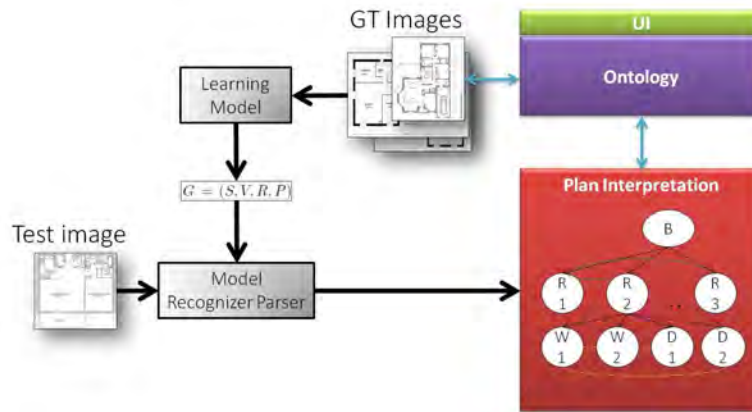 GT Images
UI
Ontology
Learning
Model
G = (S, V, R, P)
Plan Interpretation
B
Test image
Model
Recognizer Parser
R R R
1 2 . . 3
W W D D
1 2 1 2